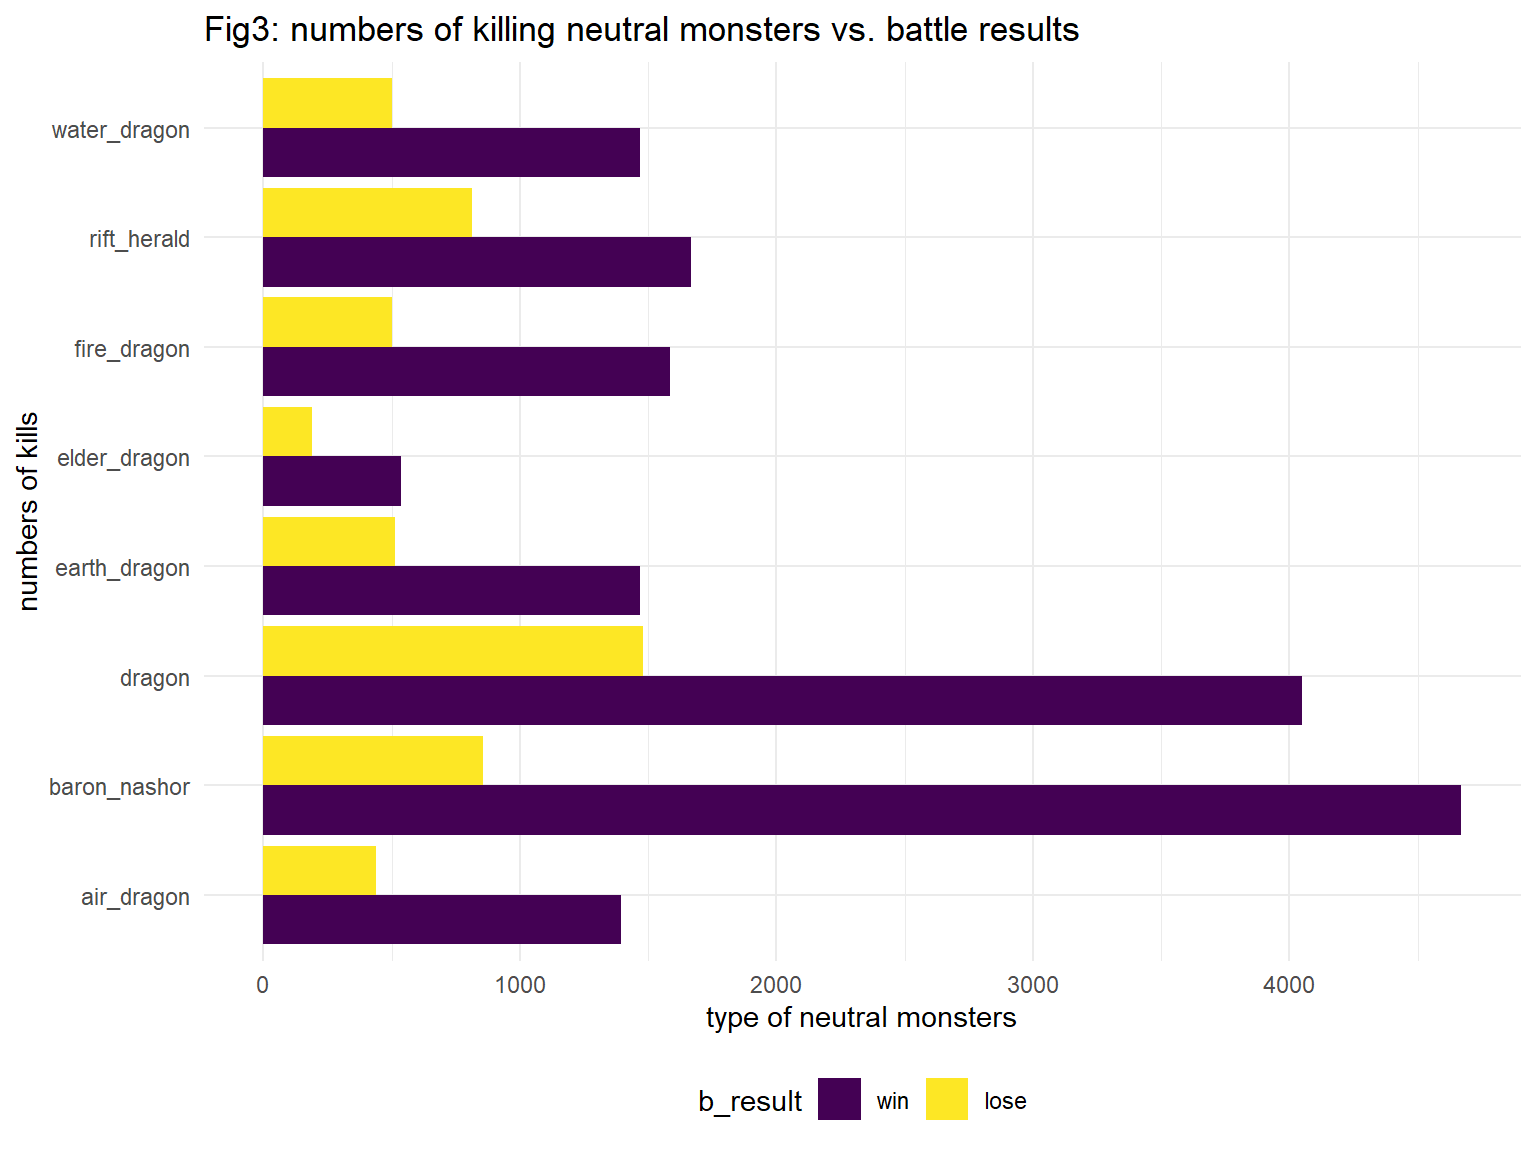 Fig3: numbers of killing neutral monsters vs. battle results
numbers of kills
water_dragon
rift_herald
fire_dragon
elder_dragon
earth_dragon
dragon
baron_nashor
air_dragon
0 1000 2000 3000 4000
type of neutral monsters
b_result win lose